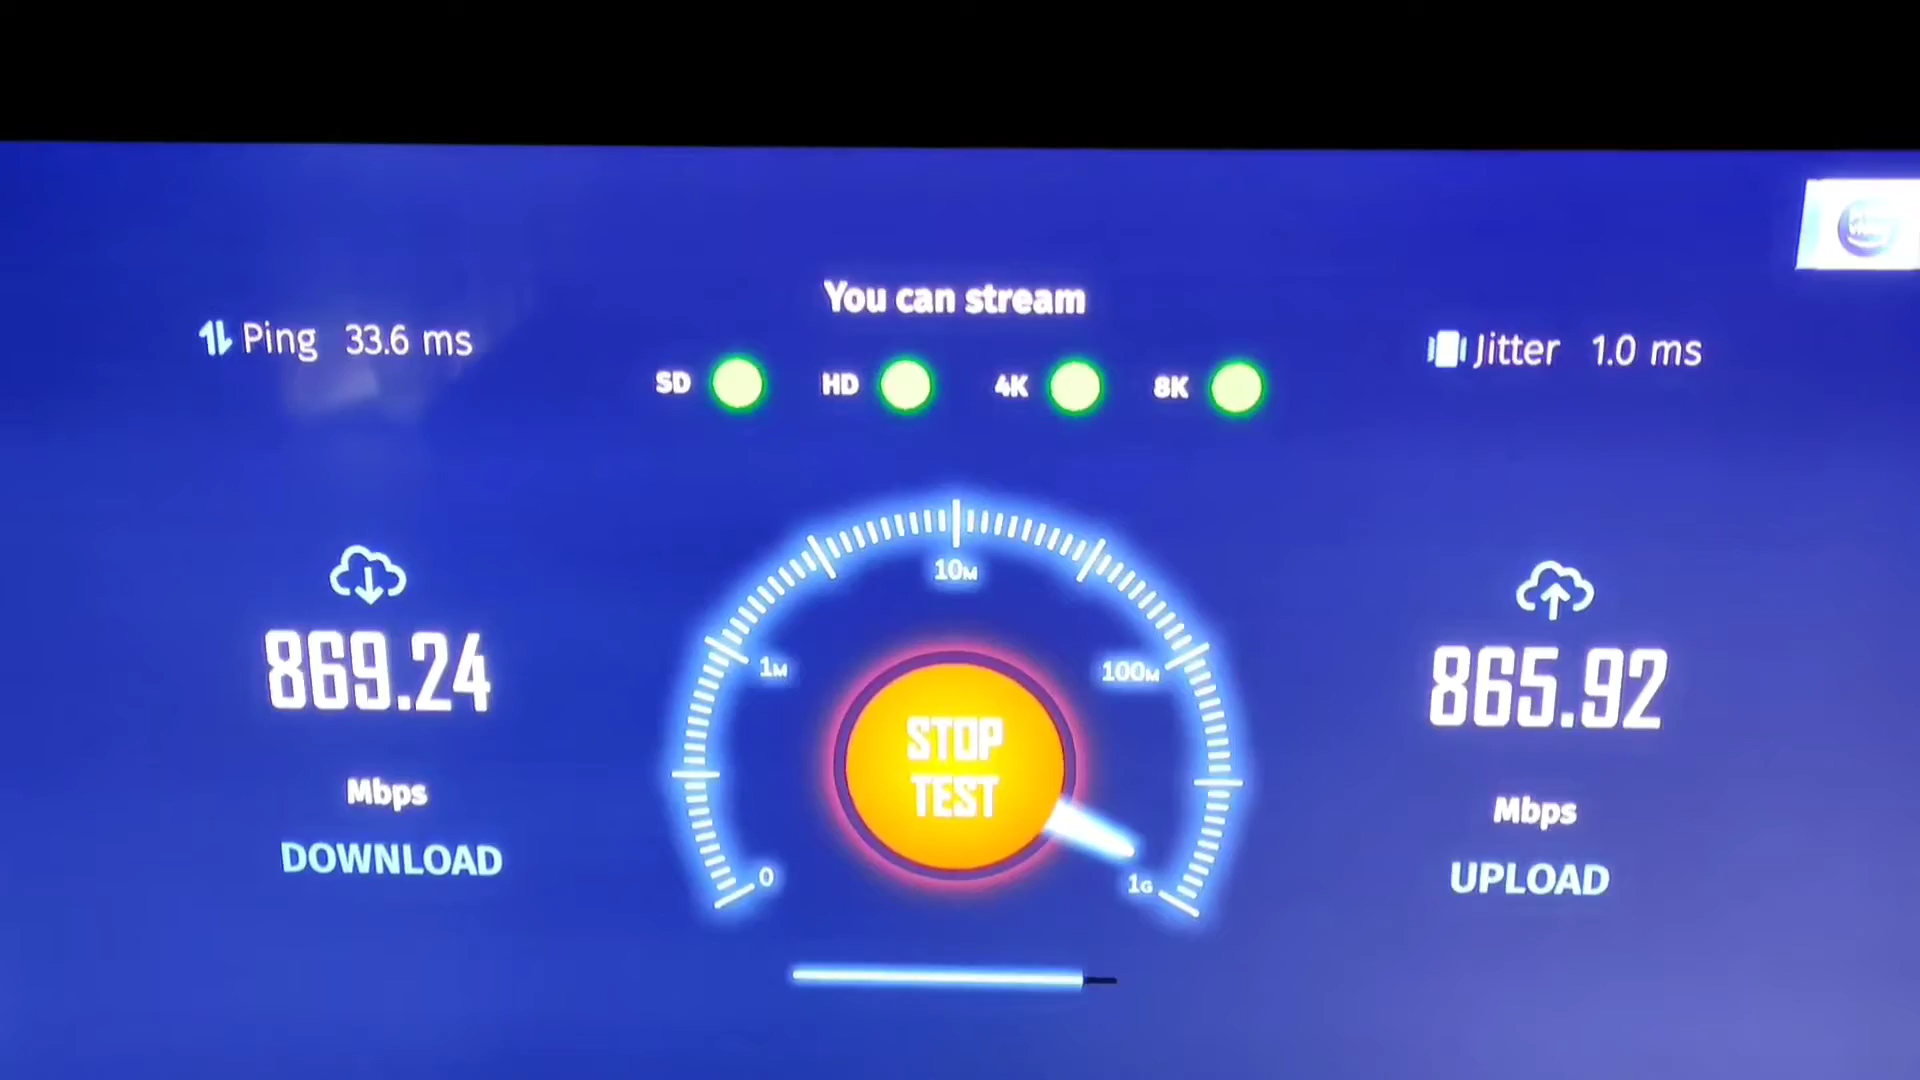 You can stream
Ping 33.6 ms
Jitter 1.0 ms
SD HD 4K 8K
10M
1M
100M
0
1G
STOP
TEST
869.24
Mbps
DOWNLOAD
865.92
Mbps
UPLOAD